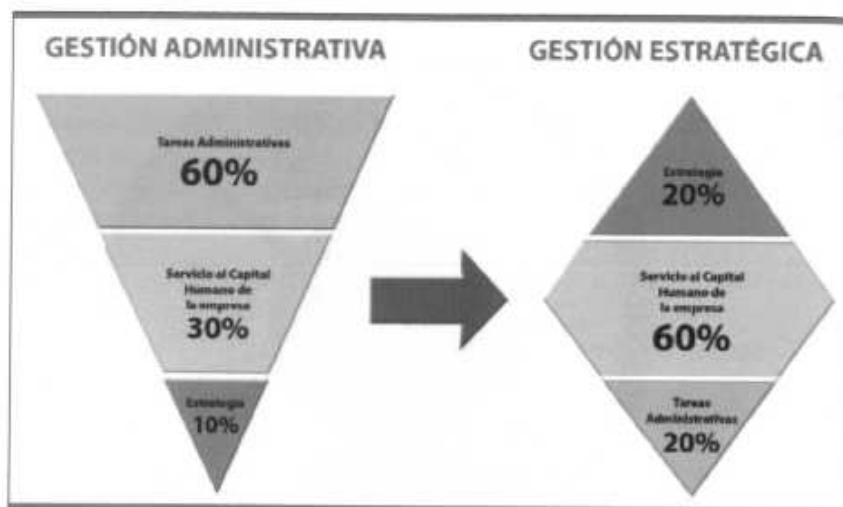 GESTIÓN ADMINISTRATIVA
Tareas Administrativas
60%
Servicio al Capital
Humano de
la empresa
30%
Estrategia
10%
GESTIÓN ESTRATÉGICA
Estrategia
20%
Servicio al Capital
Humano de
la empresa
60%
Tareas
Administrativas
20%